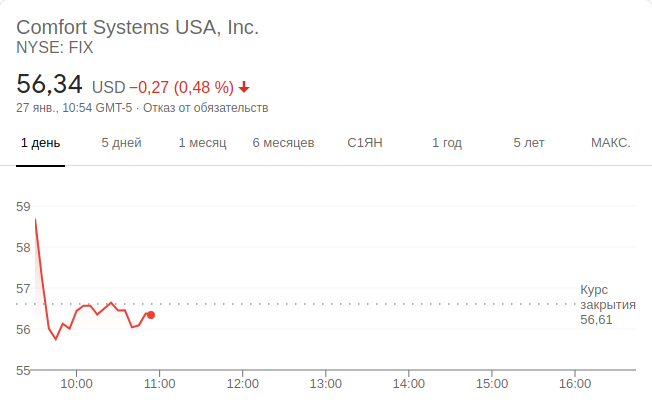 Comfort Systems USA, Inc.
NYSE: FIX
56,34 USD −0,27 (0,48 %)
27 янв., 10:54 GMT-5 · Отказ от обязательств
1 день 5 дней 1 месяц 6 месяцев С1ЯН 1 год 5 лет МАКС.
59
58
57
Курс
закрытия
56,61
56
55
10:00 11:00 12:00 13:00 14:00 15:00 16:00